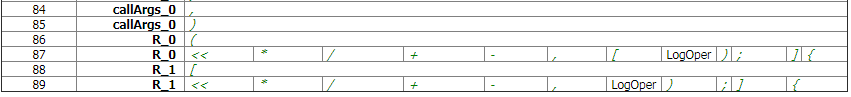 84 callArgs_0 ,
85 callArgs_0 )
86 R_0 (
87 R_0 << * / + - , [ LogOper ) ; ] {
88 R_1 [
89 R_1 << * / + - , LogOper ) ; ] {